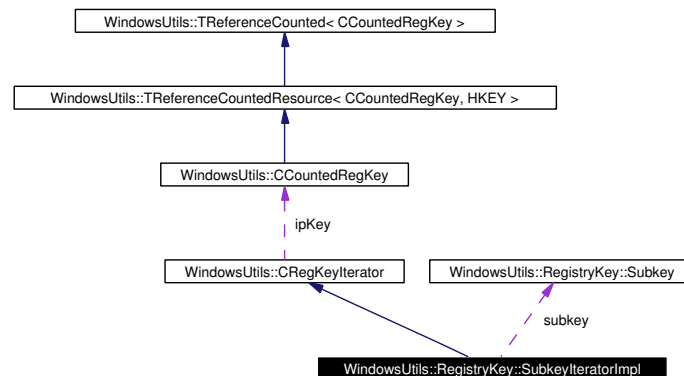 WindowsUtils::TReferenceCounted< CCountedRegKey >
WindowsUtils::TReferenceCountedResource< CCountedRegKey, HKEY >
WindowsUtils::CCountedRegKey
ipKey
WindowsUtils::CRegKeyIterator
WindowsUtils::RegistryKey::Subkey
subkey
WindowsUtils::RegistryKey::SubkeyIteratorImpl